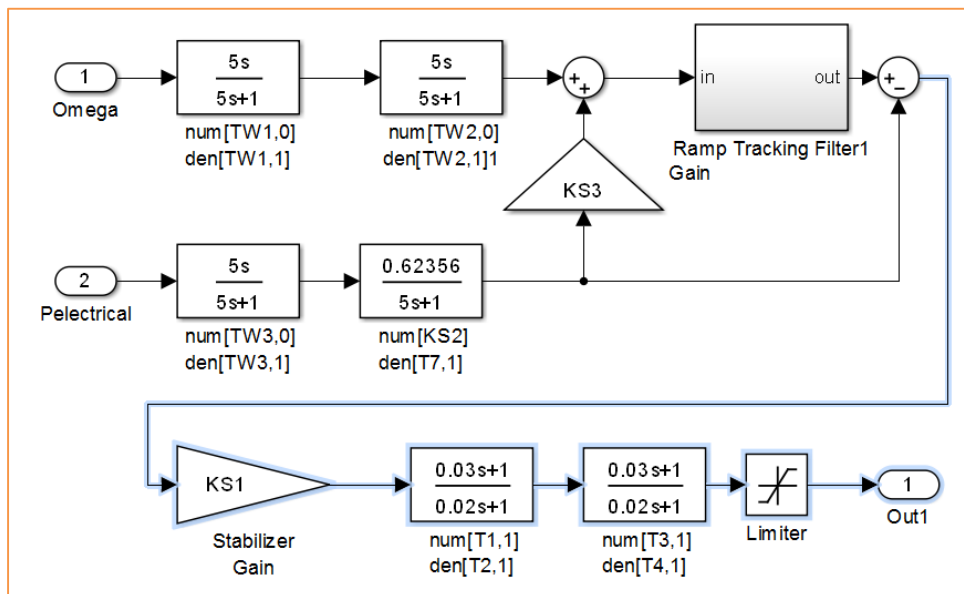 1
Omega
5s
5s+1
num[TW1,0]
den[TW1,1]
5s
5s+1
num[TW2,0]
den[TW2,1]1
+
+
in
out
Ramp Tracking Filter1
Gain
+
−
KS3
2
Pelectrical
5s
5s+1
num[TW3,0]
den[TW3,1]
0.62356
5s+1
num[KS2]
den[T7,1]
KS1
Stabilizer
Gain
0.03s+1
0.02s+1
num[T1,1]
den[T2,1]
0.03s+1
0.02s+1
num[T3,1]
den[T4,1]
Limiter
1
Out1